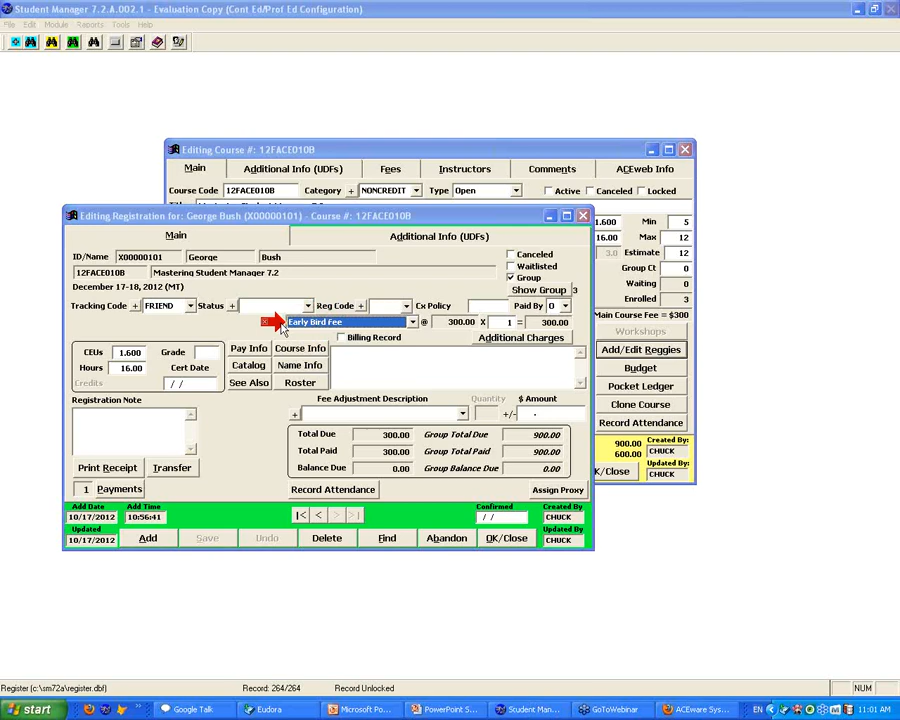 Student Manager 7.2.A.002.1 - Evaluation Copy (Cont Ed/Prof Ed Configuration)
File Edit Module Reports Tools Help
Editing Course #: 12FACE010B
Main Additional Info (UDFs) Fees Instructors Comments ACEweb Info
Course Code 12FACE010B Category + NONCREDIT Type Open Active Canceled Locked
Editing Registration for: George Bush (X00000101) - Course #: 12FACE010B
1.600 Min 5
Main Additional Info (UDFs)
16.00 Max 12
3.0 Estimate 12
ID/Name X00000101 George Bush
Canceled
Waitlisted
Group Ct 0
12FACE010B Mastering Student Manager 7.2
Group
Waiting 0
December 17-18, 2012 (MT)
Show Group 3
Enrolled 3
Tracking Code + FRIEND Status + Reg Code + Cx Policy Paid By O
Main Course Fee = $300
Early Bird Fee @ 300.00 X 1 = 300.00
Workshops
Billing Record Additional Charges
Add/Edit Reggies
CEUs 1.600 Grade
Pay Info Course Info
Hours 16.00 Cert Date
Catalog Name Info
Budget
Credits / /
See Also Roster
Pocket Ledger
Registration Note
Fee Adjustment Description Quantity $ Amount
Clone Course
+ +/- .
Record Attendance
Total Due 300.00 Group Total Due 900.00
Total Paid 300.00 Group Total Paid 900.00
Balance Due 0.00 Group Balance Due 0.00
900.00 Created By:
600.00 CHUCK
Print Receipt Transfer
K/Close Updated By:
CHUCK
1 Payments Record Attendance Assign Proxy
Add Date Add Time Confirmed Created By
10/17/2012 10:56:41 |< < > >| / / CHUCK
Updated Updated By
10/17/2012 Add Save Undo Delete Find Abandon OK/Close CHUCK
Register (c:\sm72a\register.dbf) Record: 264/264 Record Unlocked NUM
start Google Talk Eudora Microsoft Po... PowerPoint S... Student Man... GoToWebinar ACEware Sy... EN 11:01 AM